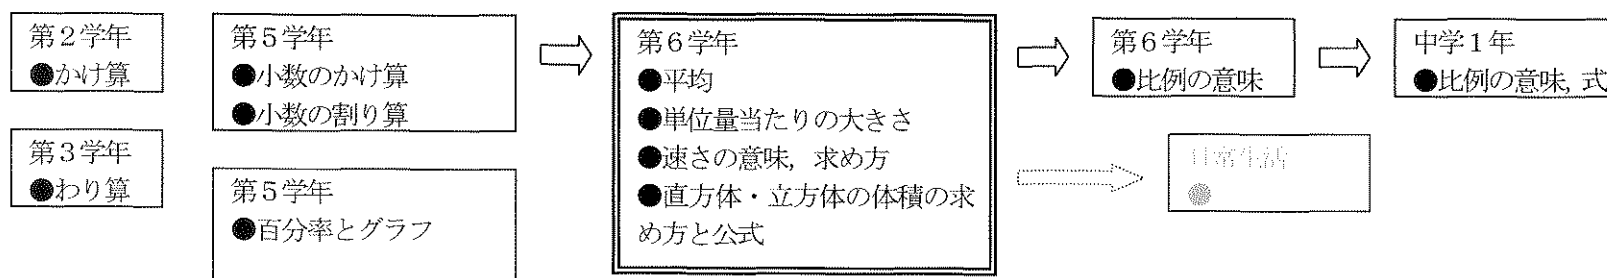 第２学年
●かけ算
第３学年
●わり算
第５学年
●小数のかけ算
●小数の割り算
第５学年
●百分率とグラフ
第６学年
●平均
●単位量当たりの大きさ
●速さの意味，求め方
●直方体・立方体の体積の求
め方と公式
第６学年
●比例の意味
中学１年
●比例の意味, 式
日常生活
●